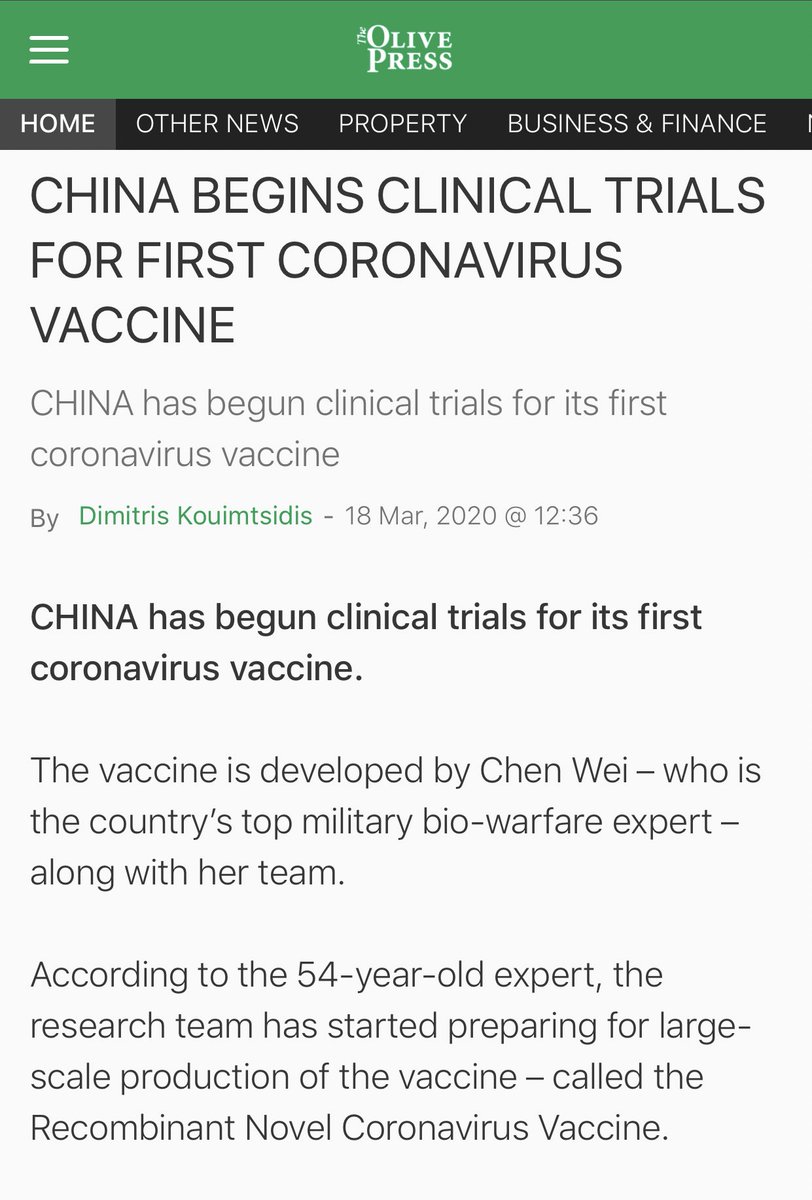 The OLIVE
PRESS
HOME OTHER NEWS PROPERTY BUSINESS & FINANCE
CHINA BEGINS CLINICAL TRIALS
FOR FIRST CORONAVIRUS
VACCINE
CHINA has begun clinical trials for its first
coronavirus vaccine
By Dimitris Kouimtsidis - 18 Mar, 2020 @ 12:36
CHINA has begun clinical trials for its first
coronavirus vaccine.
The vaccine is developed by Chen Wei – who is
the country’s top military bio-warfare expert –
along with her team.
According to the 54-year-old expert, the
research team has started preparing for large-
scale production of the vaccine – called the
Recombinant Novel Coronavirus Vaccine.